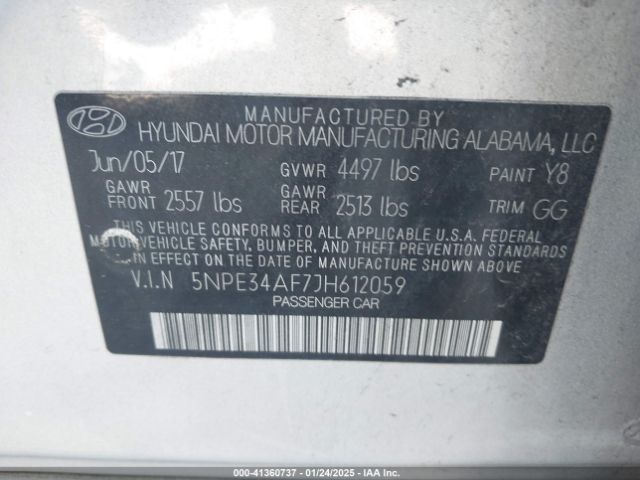 MANUFACTURED BY
HYUNDAI MOTOR MANUFACTURING ALABAMA, LLC
Jun/05/17 GVWR 4497 lbs PAINT Y8
GAWR FRONT 2557 lbs GAWR REAR 2513 lbs TRIM GG
THIS VEHICLE CONFORMS TO ALL APPLICABLE U.S.A. FEDERAL
MOTOR VEHICLE SAFETY, BUMPER, AND THEFT PREVENTION STANDARDS
IN EFFECT ON THE DATE OF MANUFACTURE SHOWN ABOVE.
V.I.N 5NPE34AF7JH612059
PASSENGER CAR
0-41360737 - 01/24/2025 - IAA Inc.